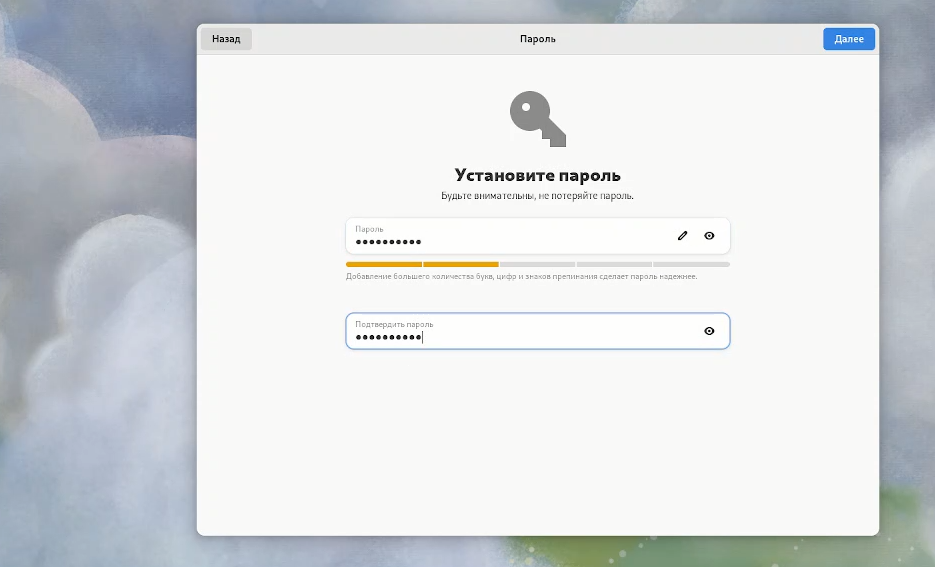 Назад
Пароль
Далее
Установите пароль
Будьте внимательны, не потеряйте пароль.
Пароль
●●●●●●●●●●
Добавление большего количества букв, цифр и знаков препинания сделает пароль надежнее.
Подтвердить пароль
●●●●●●●●●●